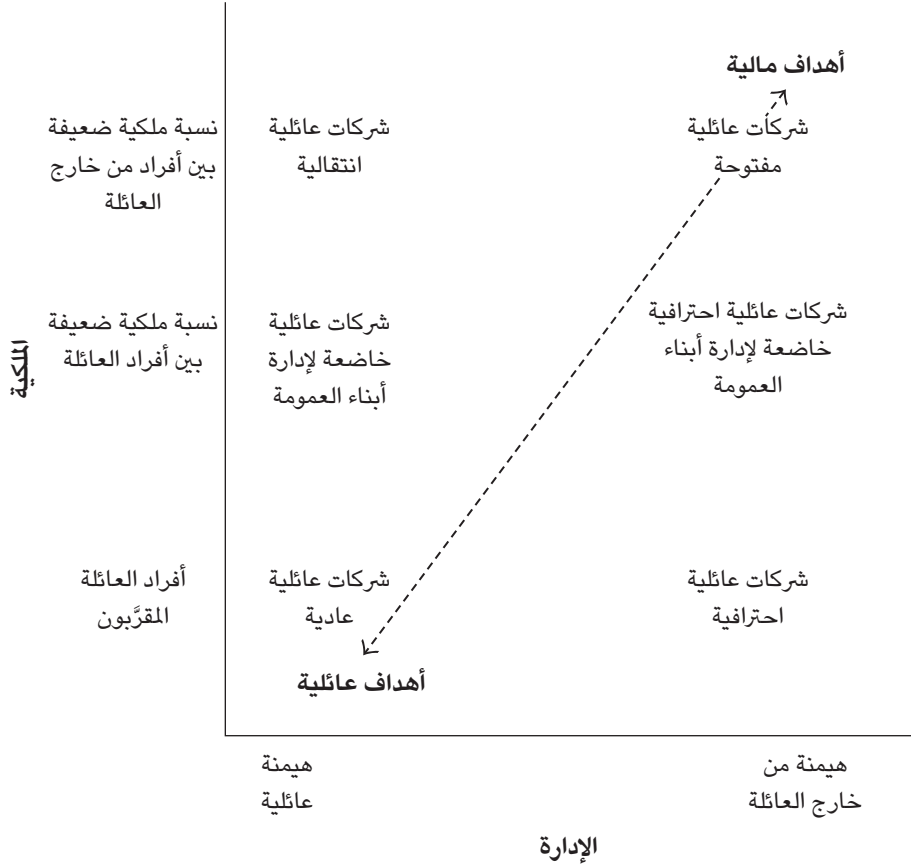 أهداف مالية
شركات عائلية
مفتوحة
شركات عائلية
انتقالية
نسبة ملكية ضعيفة
بين أفراد من خارج
العائلة
شركات عائلية احترافية
خاضعة لإدارة أبناء
العمومة
شركات عائلية
خاضعة لإدارة
أبناء العمومة
نسبة ملكية ضعيفة
بين أفراد العائلة
الملكية
شركات عائلية
احترافية
شركات عائلية
عادية
أفراد العائلة
المقرَّبون
أهداف عائلية
هيمنة من
خارج العائلة
هيمنة
عائلية
الإدارة